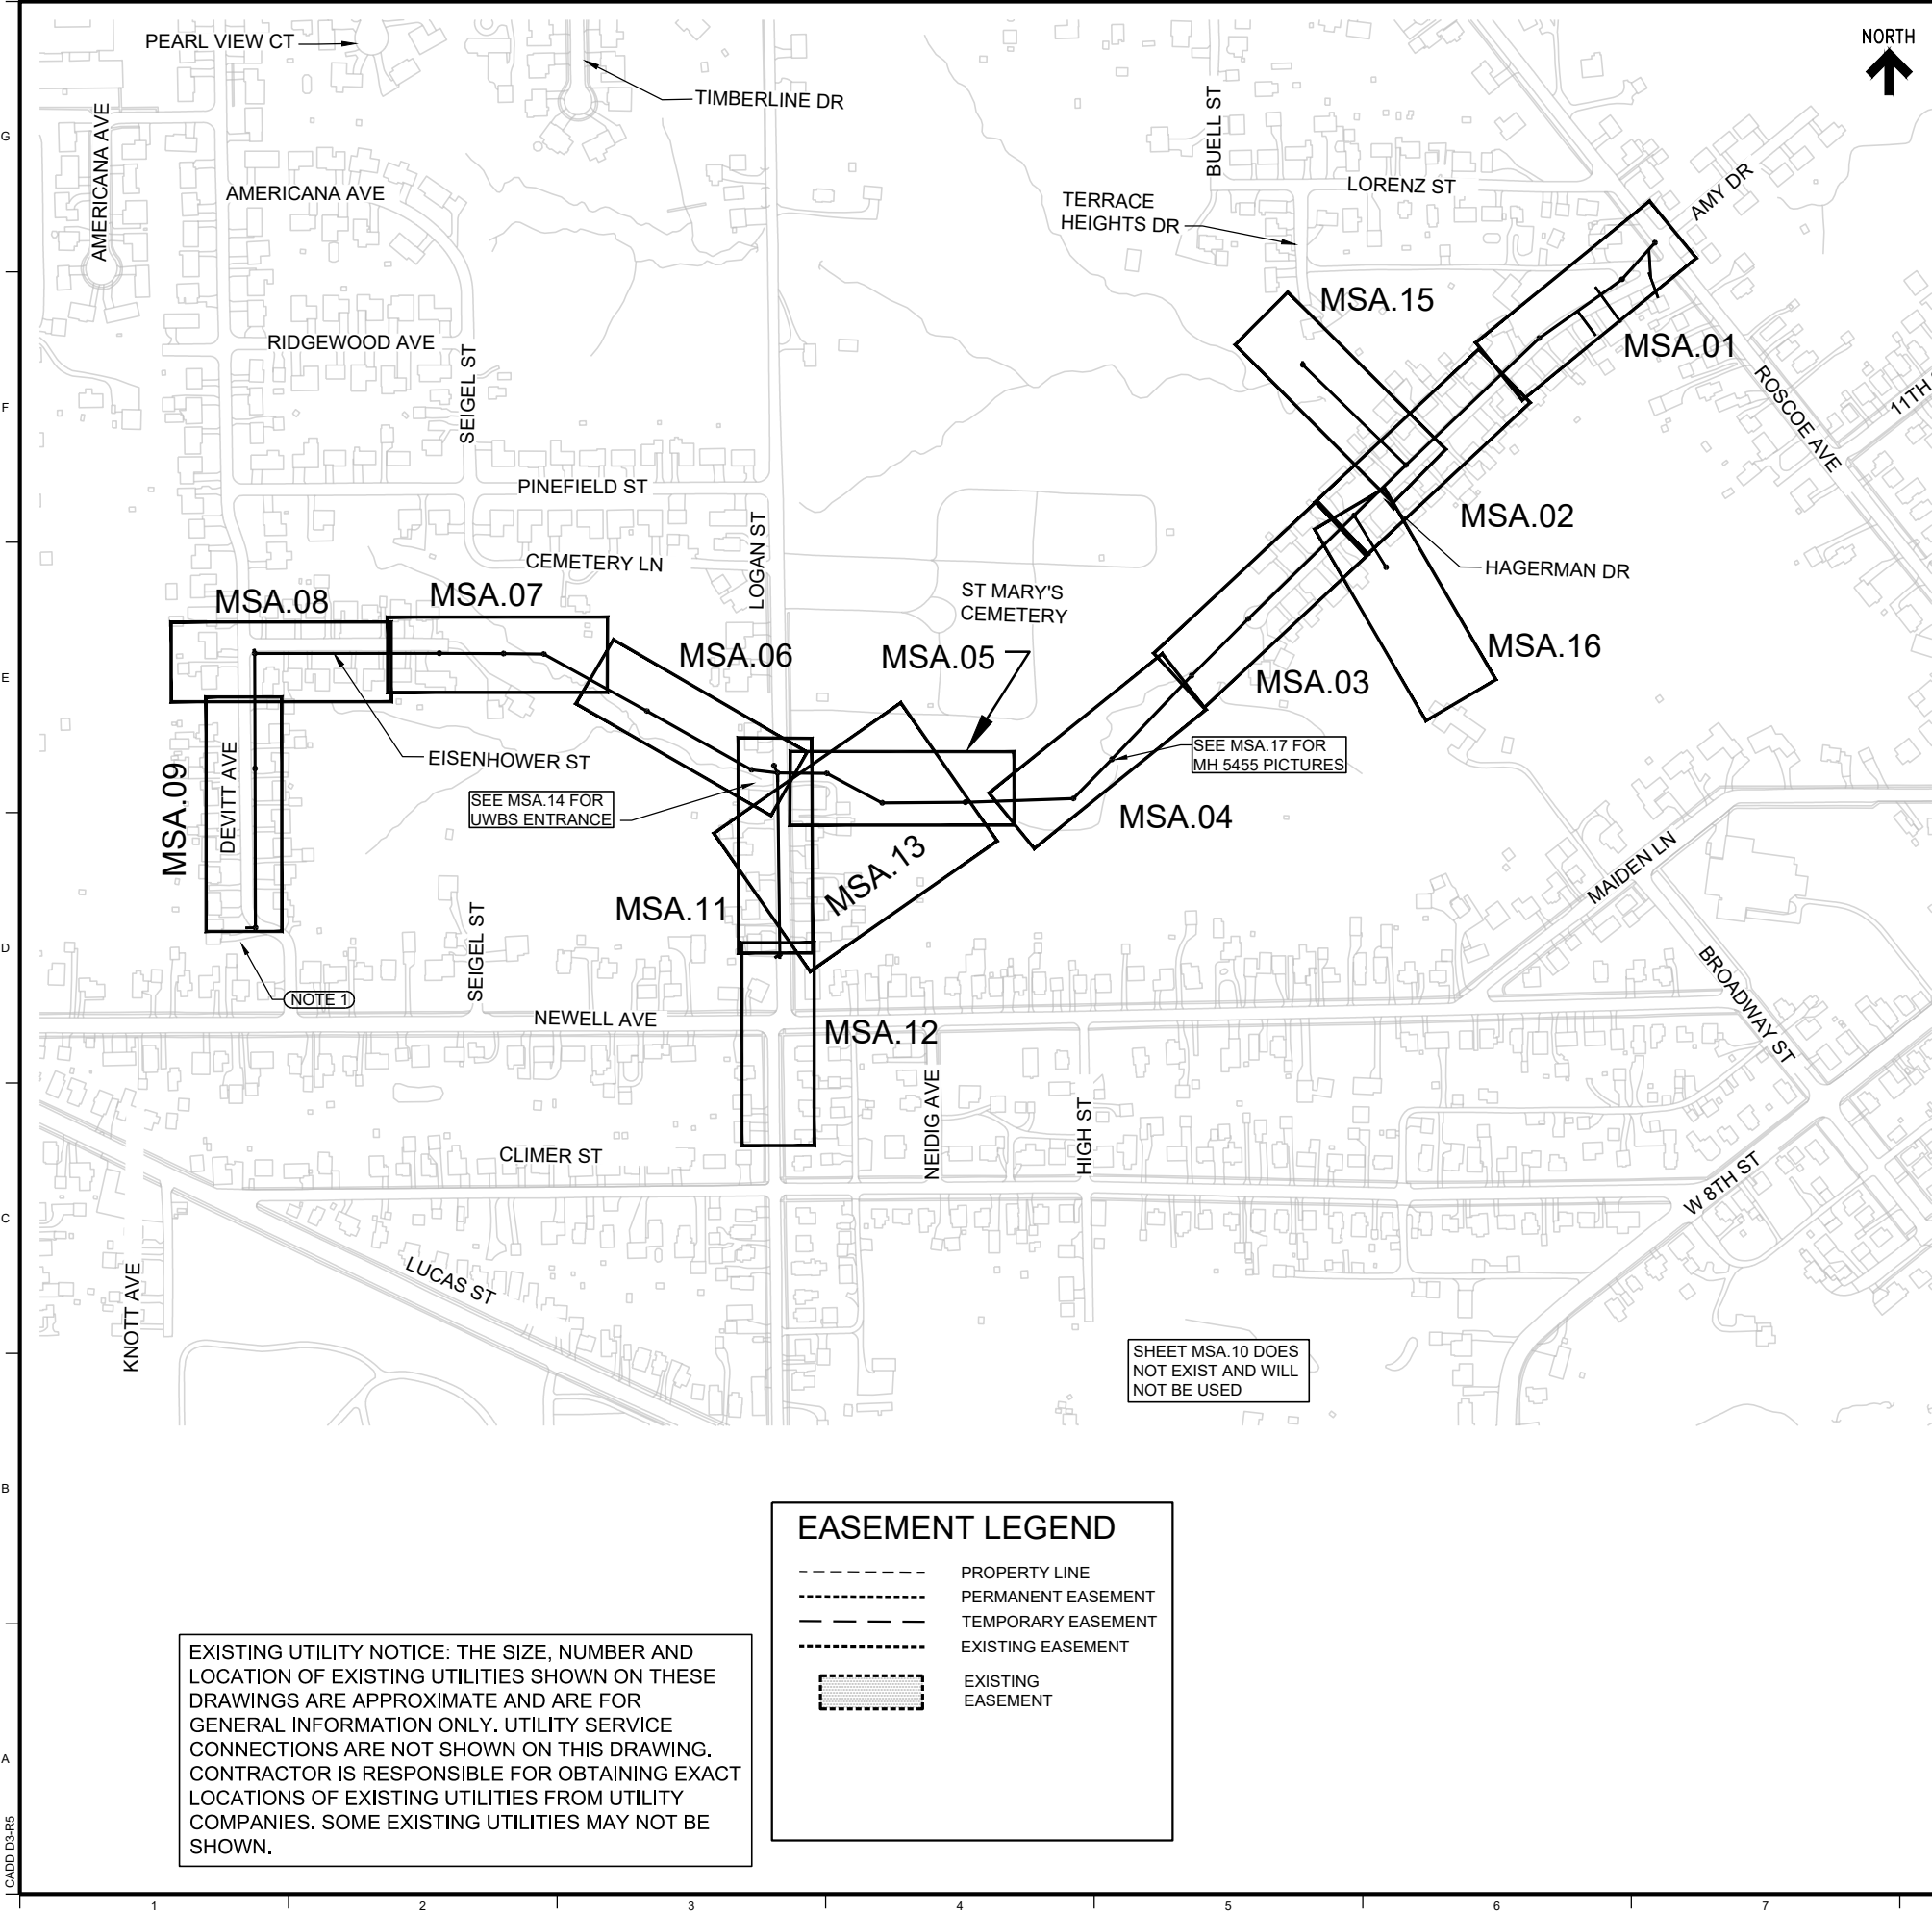 PEARL VIEW CT
TIMBERLINE DR
NORTH
AMERICANA AVE
AMERICANA AVE
BUELL ST
LORENZ ST
AMY DR
TERRACE
HEIGHTS DR
MSA.15
MSA.01
RIDGEWOOD AVE
SEIGEL ST
ROSCOE AVE
11TH
PINEFIELD ST
LOGAN ST
MSA.02
CEMETERY LN
HAGERMAN DR
ST MARY'S
CEMETERY
MSA.08
MSA.07
MSA.06
MSA.05
MSA.16
MSA.03
DEVITT AVE
MSA.09
EISENHOWER ST
SEE MSA.17 FOR
MH 5455 PICTURES
SEE MSA.14 FOR
UWBS ENTRANCE
MSA.04
MSA.13
MSA.11
MAIDEN LN
SEIGEL ST
BROADWAY ST
NOTE 1
NEWELL AVE
MSA.12
NEIDIG AVE
HIGH ST
CLIMER ST
W 8TH ST
KNOTT AVE
LUCAS ST
SHEET MSA.10 DOES
NOT EXIST AND WILL
NOT BE USED
EASEMENT LEGEND
PROPERTY LINE
PERMANENT EASEMENT
TEMPORARY EASEMENT
EXISTING EASEMENT
EXISTING
EASEMENT
EXISTING UTILITY NOTICE: THE SIZE, NUMBER AND
LOCATION OF EXISTING UTILITIES SHOWN ON THESE
DRAWINGS ARE APPROXIMATE AND ARE FOR
GENERAL INFORMATION ONLY. UTILITY SERVICE
CONNECTIONS ARE NOT SHOWN ON THIS DRAWING.
CONTRACTOR IS RESPONSIBLE FOR OBTAINING EXACT
LOCATIONS OF EXISTING UTILITIES FROM UTILITY
COMPANIES. SOME EXISTING UTILITIES MAY NOT BE
SHOWN.
G
F
E
D
C
B
A
CADD D3-R5
1 2 3 4 5 6 7